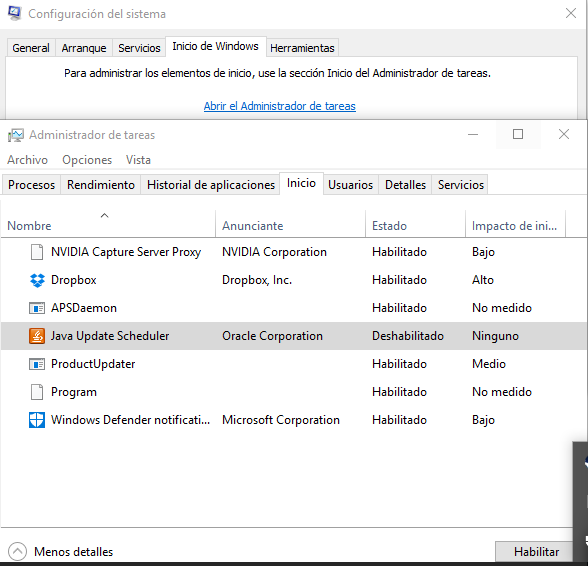 Configuración del sistema
General Arranque Servicios Inicio de Windows Herramientas
Para administrar los elementos de inicio, use la sección Inicio del Administrador de tareas.
Abrir el Administrador de tareas
Administrador de tareas
Archivo Opciones Vista
Procesos Rendimiento Historial de aplicaciones Inicio Usuarios Detalles Servicios
Nombre Anunciante Estado Impacto de ini...
NVIDIA Capture Server Proxy NVIDIA Corporation Habilitado Bajo
Dropbox Dropbox, Inc. Habilitado Alto
APSDaemon Habilitado No medido
Java Update Scheduler Oracle Corporation Deshabilitado Ninguno
ProductUpdater Habilitado Medio
Program Habilitado No medido
Windows Defender notificati... Microsoft Corporation Habilitado Bajo
Menos detalles Habilitar